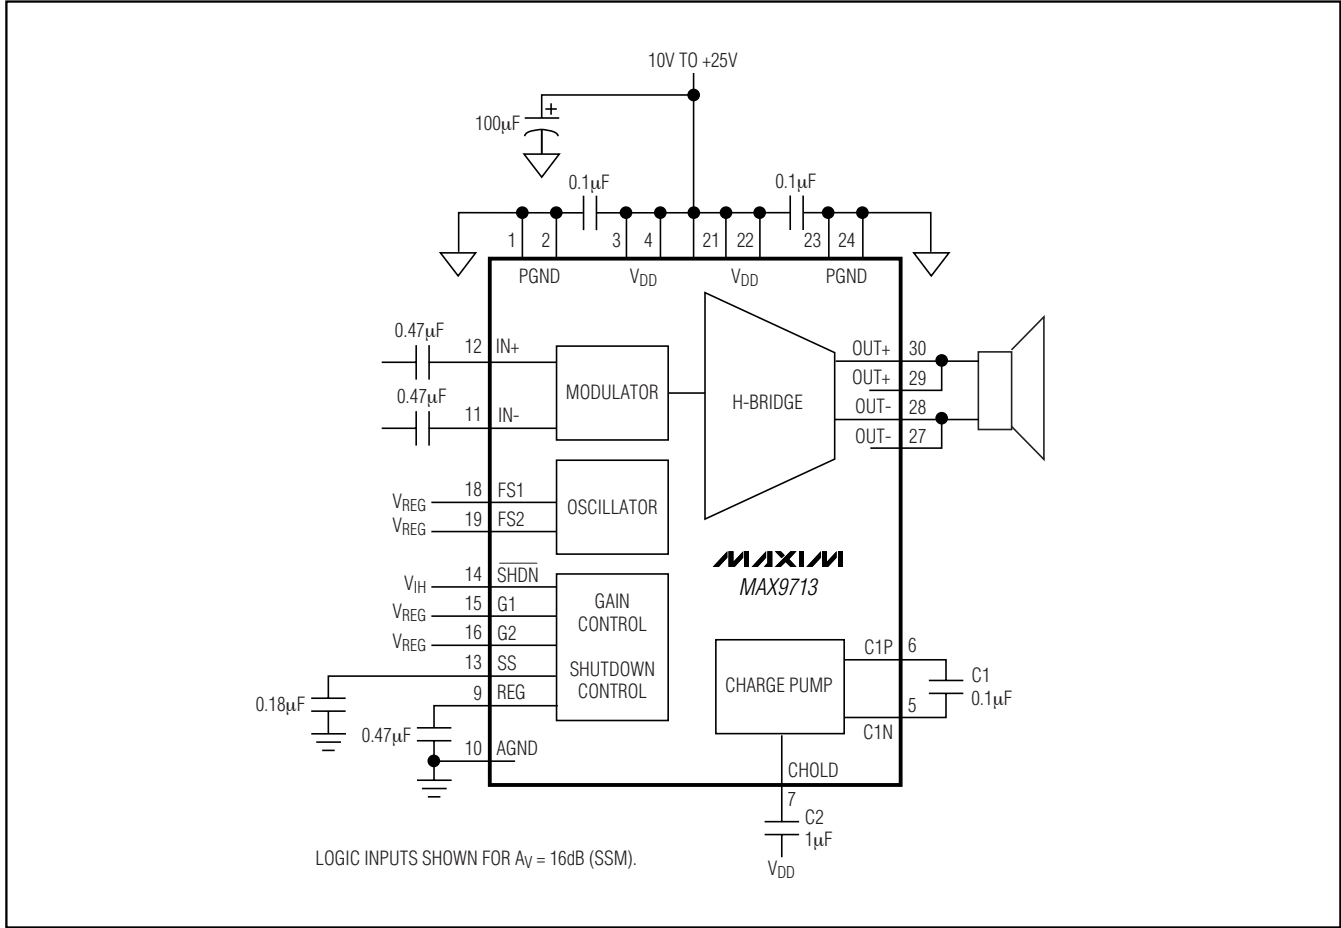 10V TO +25V
+
100µF
0.1µF
0.1µF
1
2
3
4
21
22
23
24
PGND
VDD
VDD
PGND
0.47µF
12
IN+
0.47µF
11
IN-
MODULATOR
H-BRIDGE
OUT+
30
OUT+
29
OUT-
28
OUT-
27
VREG
18
FS1
VREG
19
FS2
OSCILLATOR
MAXIM
MAX9713
VIH
14
SHDN
VREG
15
G1
VREG
16
G2
13
SS
9
REG
GAIN
CONTROL
SHUTDOWN
CONTROL
0.18µF
0.47µF
10
AGND
CHARGE PUMP
C1P
6
C1
0.1µF
5
C1N
CHOLD
7
C2
1µF
VDD
LOGIC INPUTS SHOWN FOR AV = 16dB (SSM).